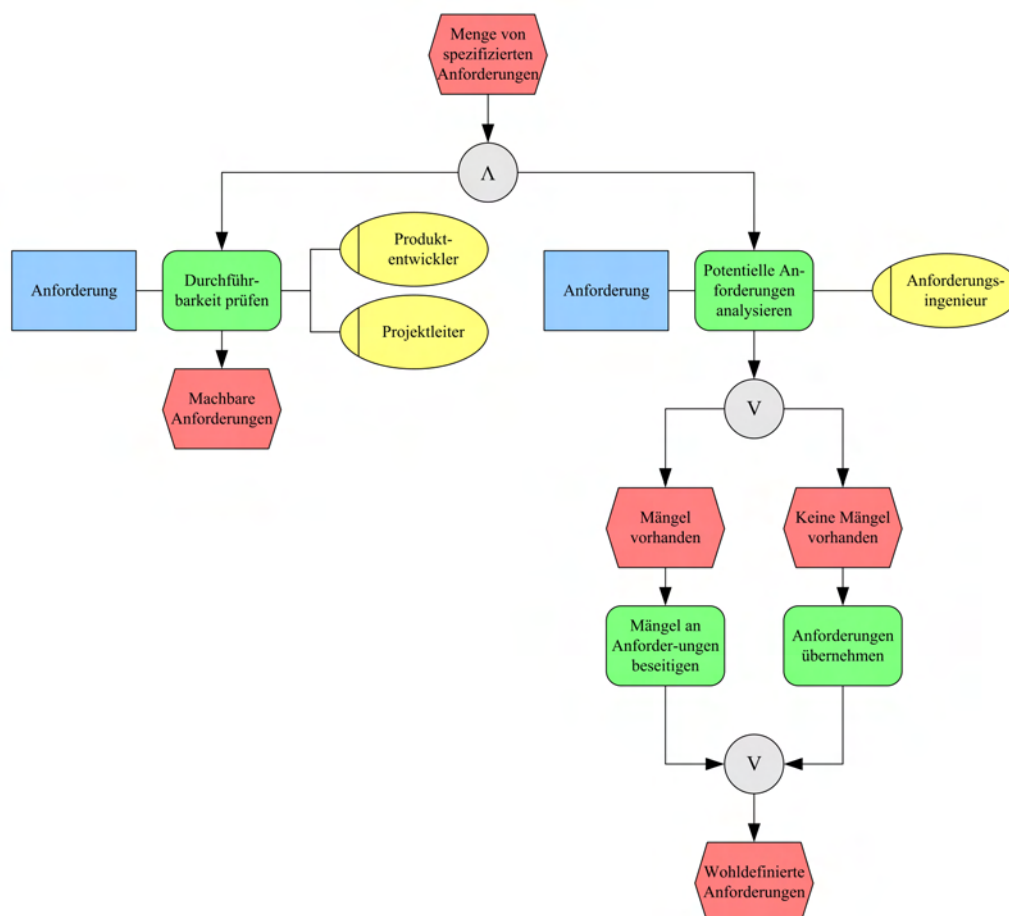 Menge von
spezifizierten
Anforderungen
Λ
Produkt-
entwickler
Anforderung
Durchführ-
barkeit prüfen
Projektleiter
Anforderung
Potentielle An-
forderungen
analysieren
Anforderungs-
ingenieur
Machbare
Anforderungen
V
Mängel
vorhanden
Keine Mängel
vorhanden
Mängel an
Anforder-ungen
beseitigen
Anforderungen
übernehmen
V
Wohldefinierte
Anforderungen